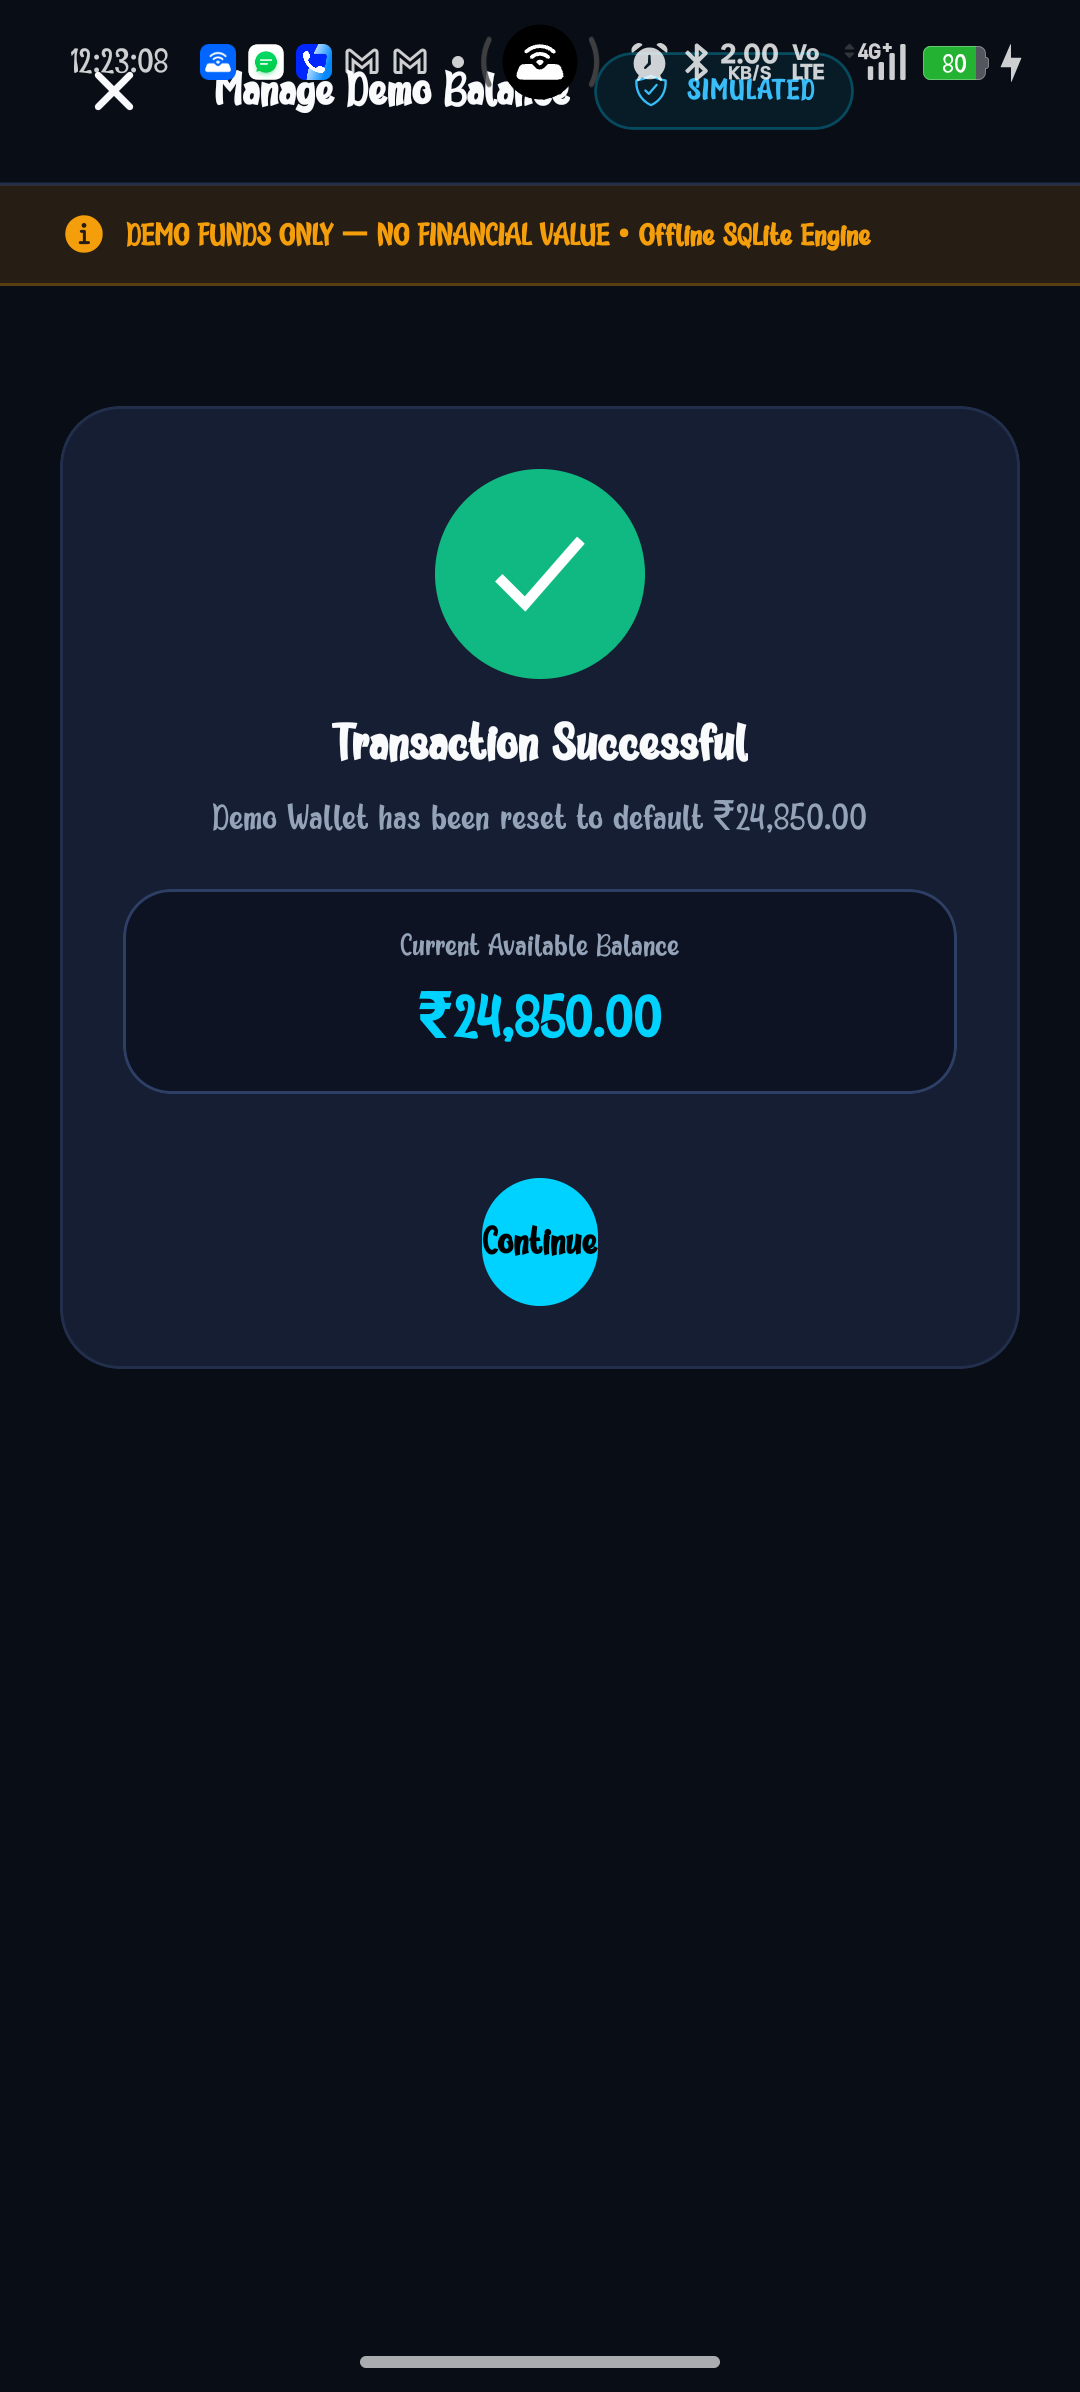 12:23:08
2.00 KB/S
Vo LTE
4G+
80
Manage Demo Balance
SIMULATED
DEMO FUNDS ONLY — NO FINANCIAL VALUE • Offline SQLite Engine
Transaction Successful
Demo Wallet has been reset to default ₹24,850.00
Current Available Balance
₹24,850.00
Continue